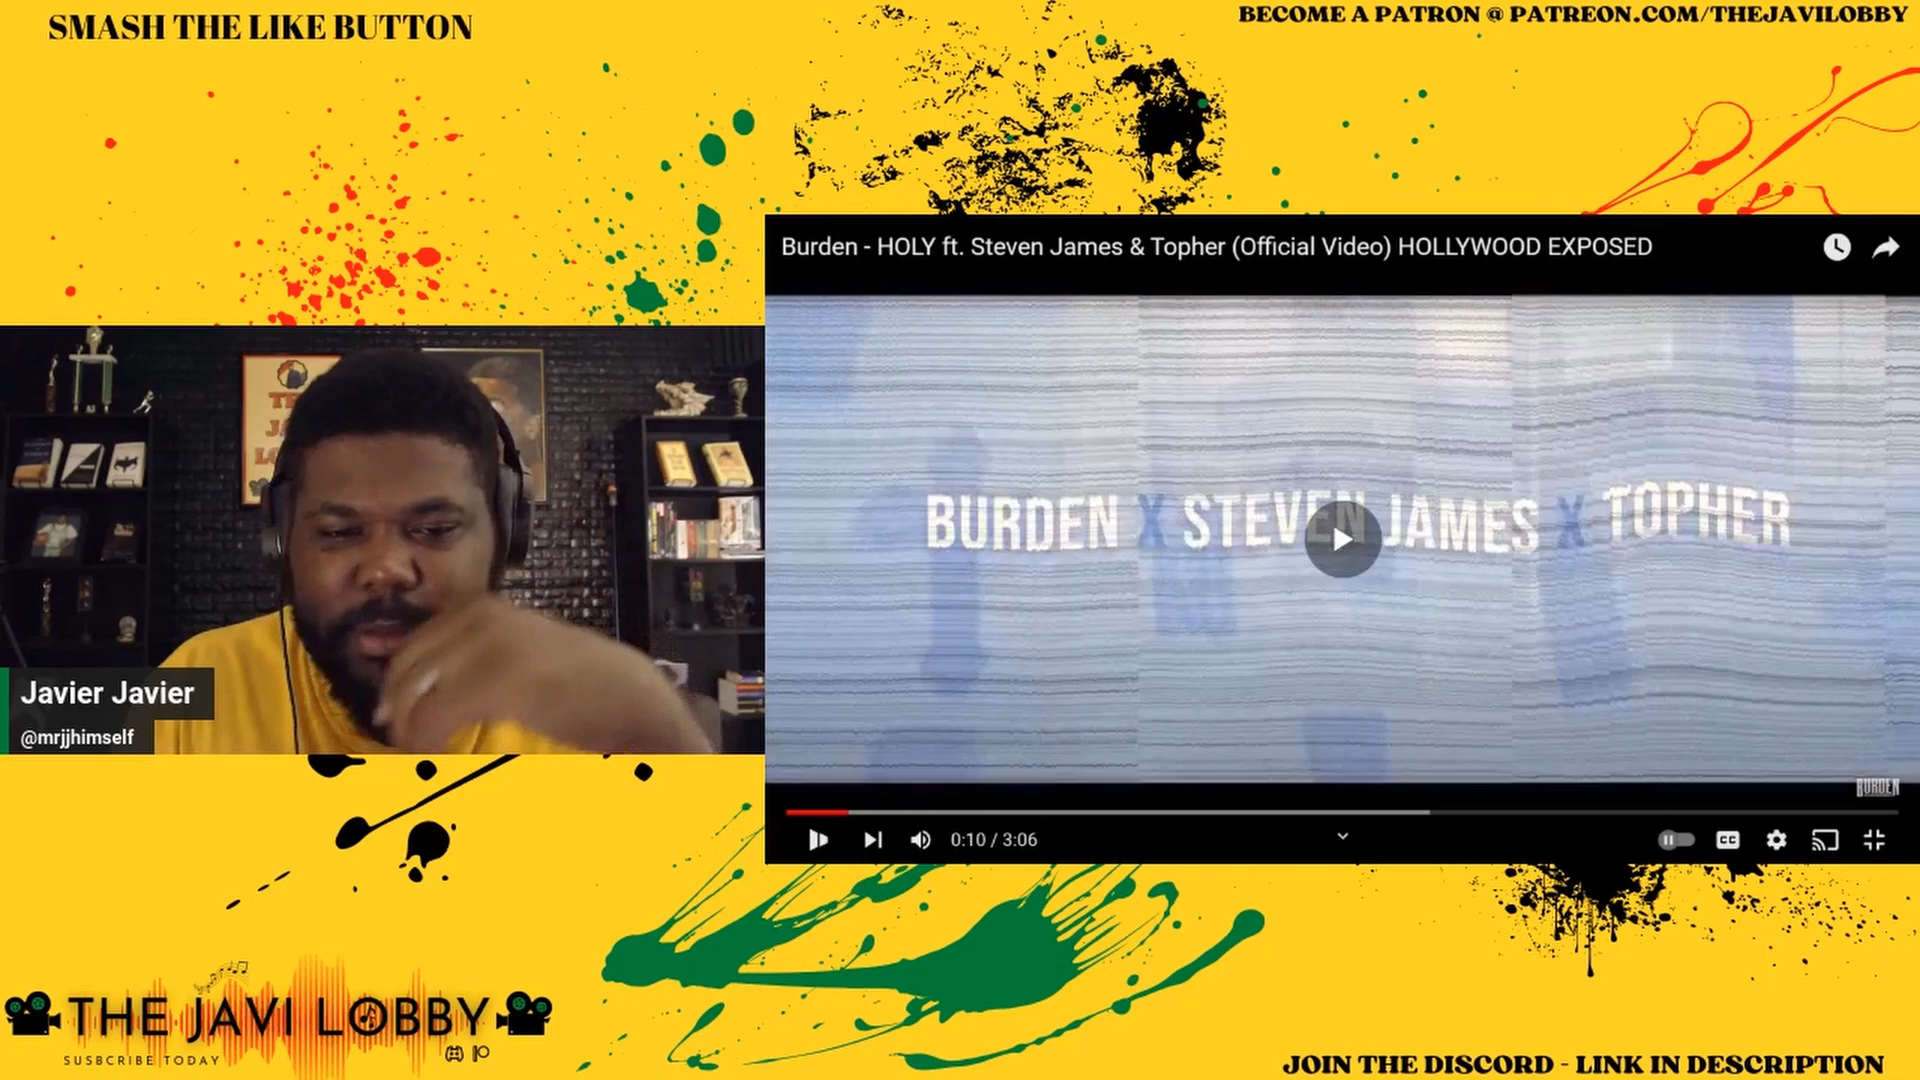 SMASH THE LIKE BUTTON
BECOME A PATRON @ PATREON.COM/THEJAVILOBBY
Burden - HOLY ft. Steven James & Topher (Official Video) HOLLYWOOD EXPOSED
BURDEN X STEVEN JAMES X TOPHER
Javier Javier
@mrjjhimself
BURDEN
0:10 / 3:06
CC
THE JAVI LOBBY
SUSBCRIBE TODAY
JOIN THE DISCORD - LINK IN DESCRIPTION